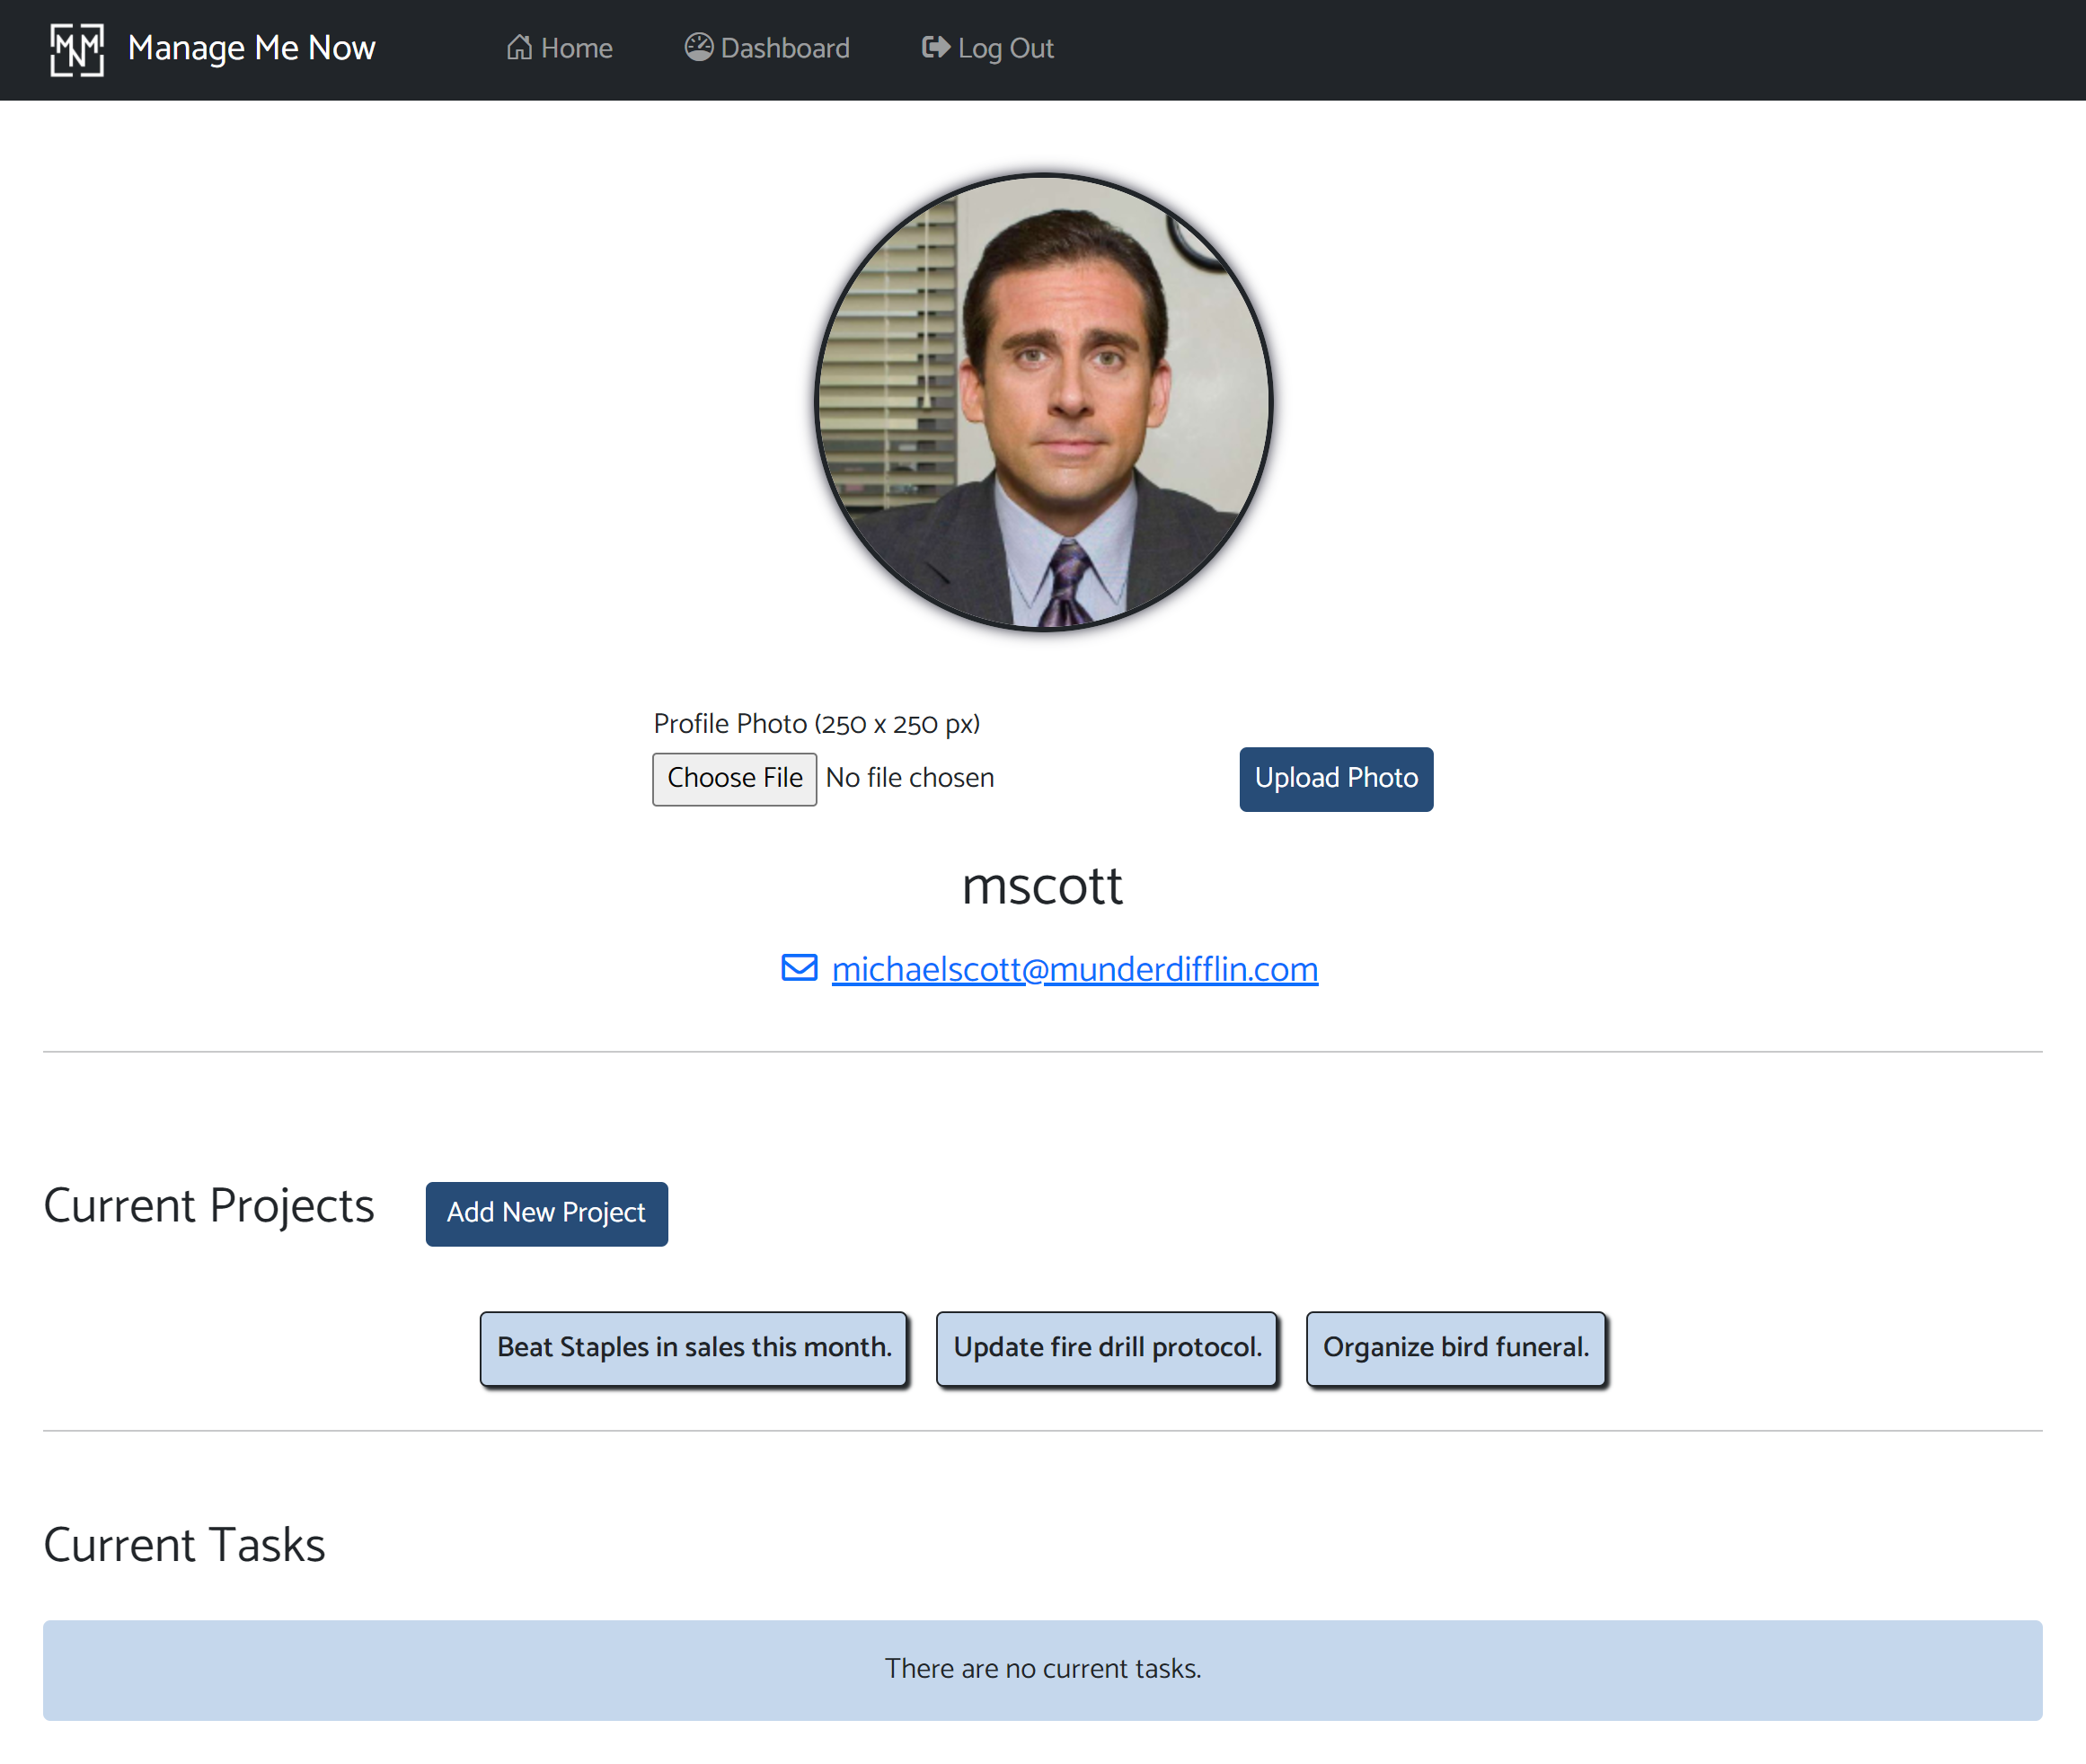 MNM Manage Me Now Home Dashboard Log Out
Profile Photo (250 x 250 px)
Choose File No file chosen Upload Photo
mscott
michaelscott@munderdifflin.com
Current Projects Add New Project
Beat Staples in sales this month. Update fire drill protocol. Organize bird funeral.
Current Tasks
There are no current tasks.